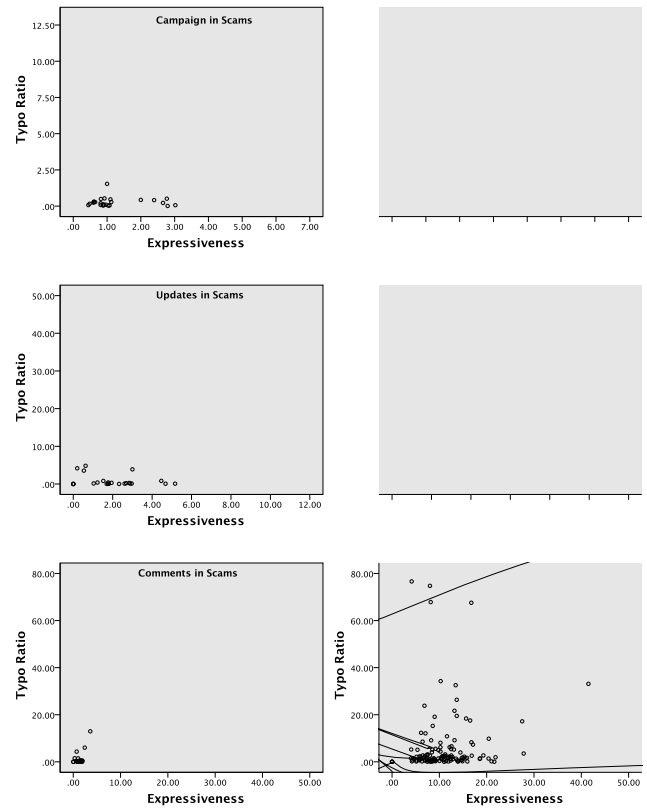 Campaign in Scams
Typo Ratio
12.50
10.00
7.50
5.00
2.50
.00
.00 1.00 2.00 3.00 4.00 5.00 6.00 7.00
Expressiveness
Updates in Scams
Typo Ratio
50.00
40.00
30.00
20.00
10.00
.00
.00 2.00 4.00 6.00 8.00 10.00 12.00
Expressiveness
Comments in Scams
Typo Ratio
80.00
60.00
40.00
20.00
.00
.00 10.00 20.00 30.00 40.00 50.00
Expressiveness
Typo Ratio
80.00
60.00
40.00
20.00
.00
.00 10.00 20.00 30.00 40.00 50.00
Expressiveness